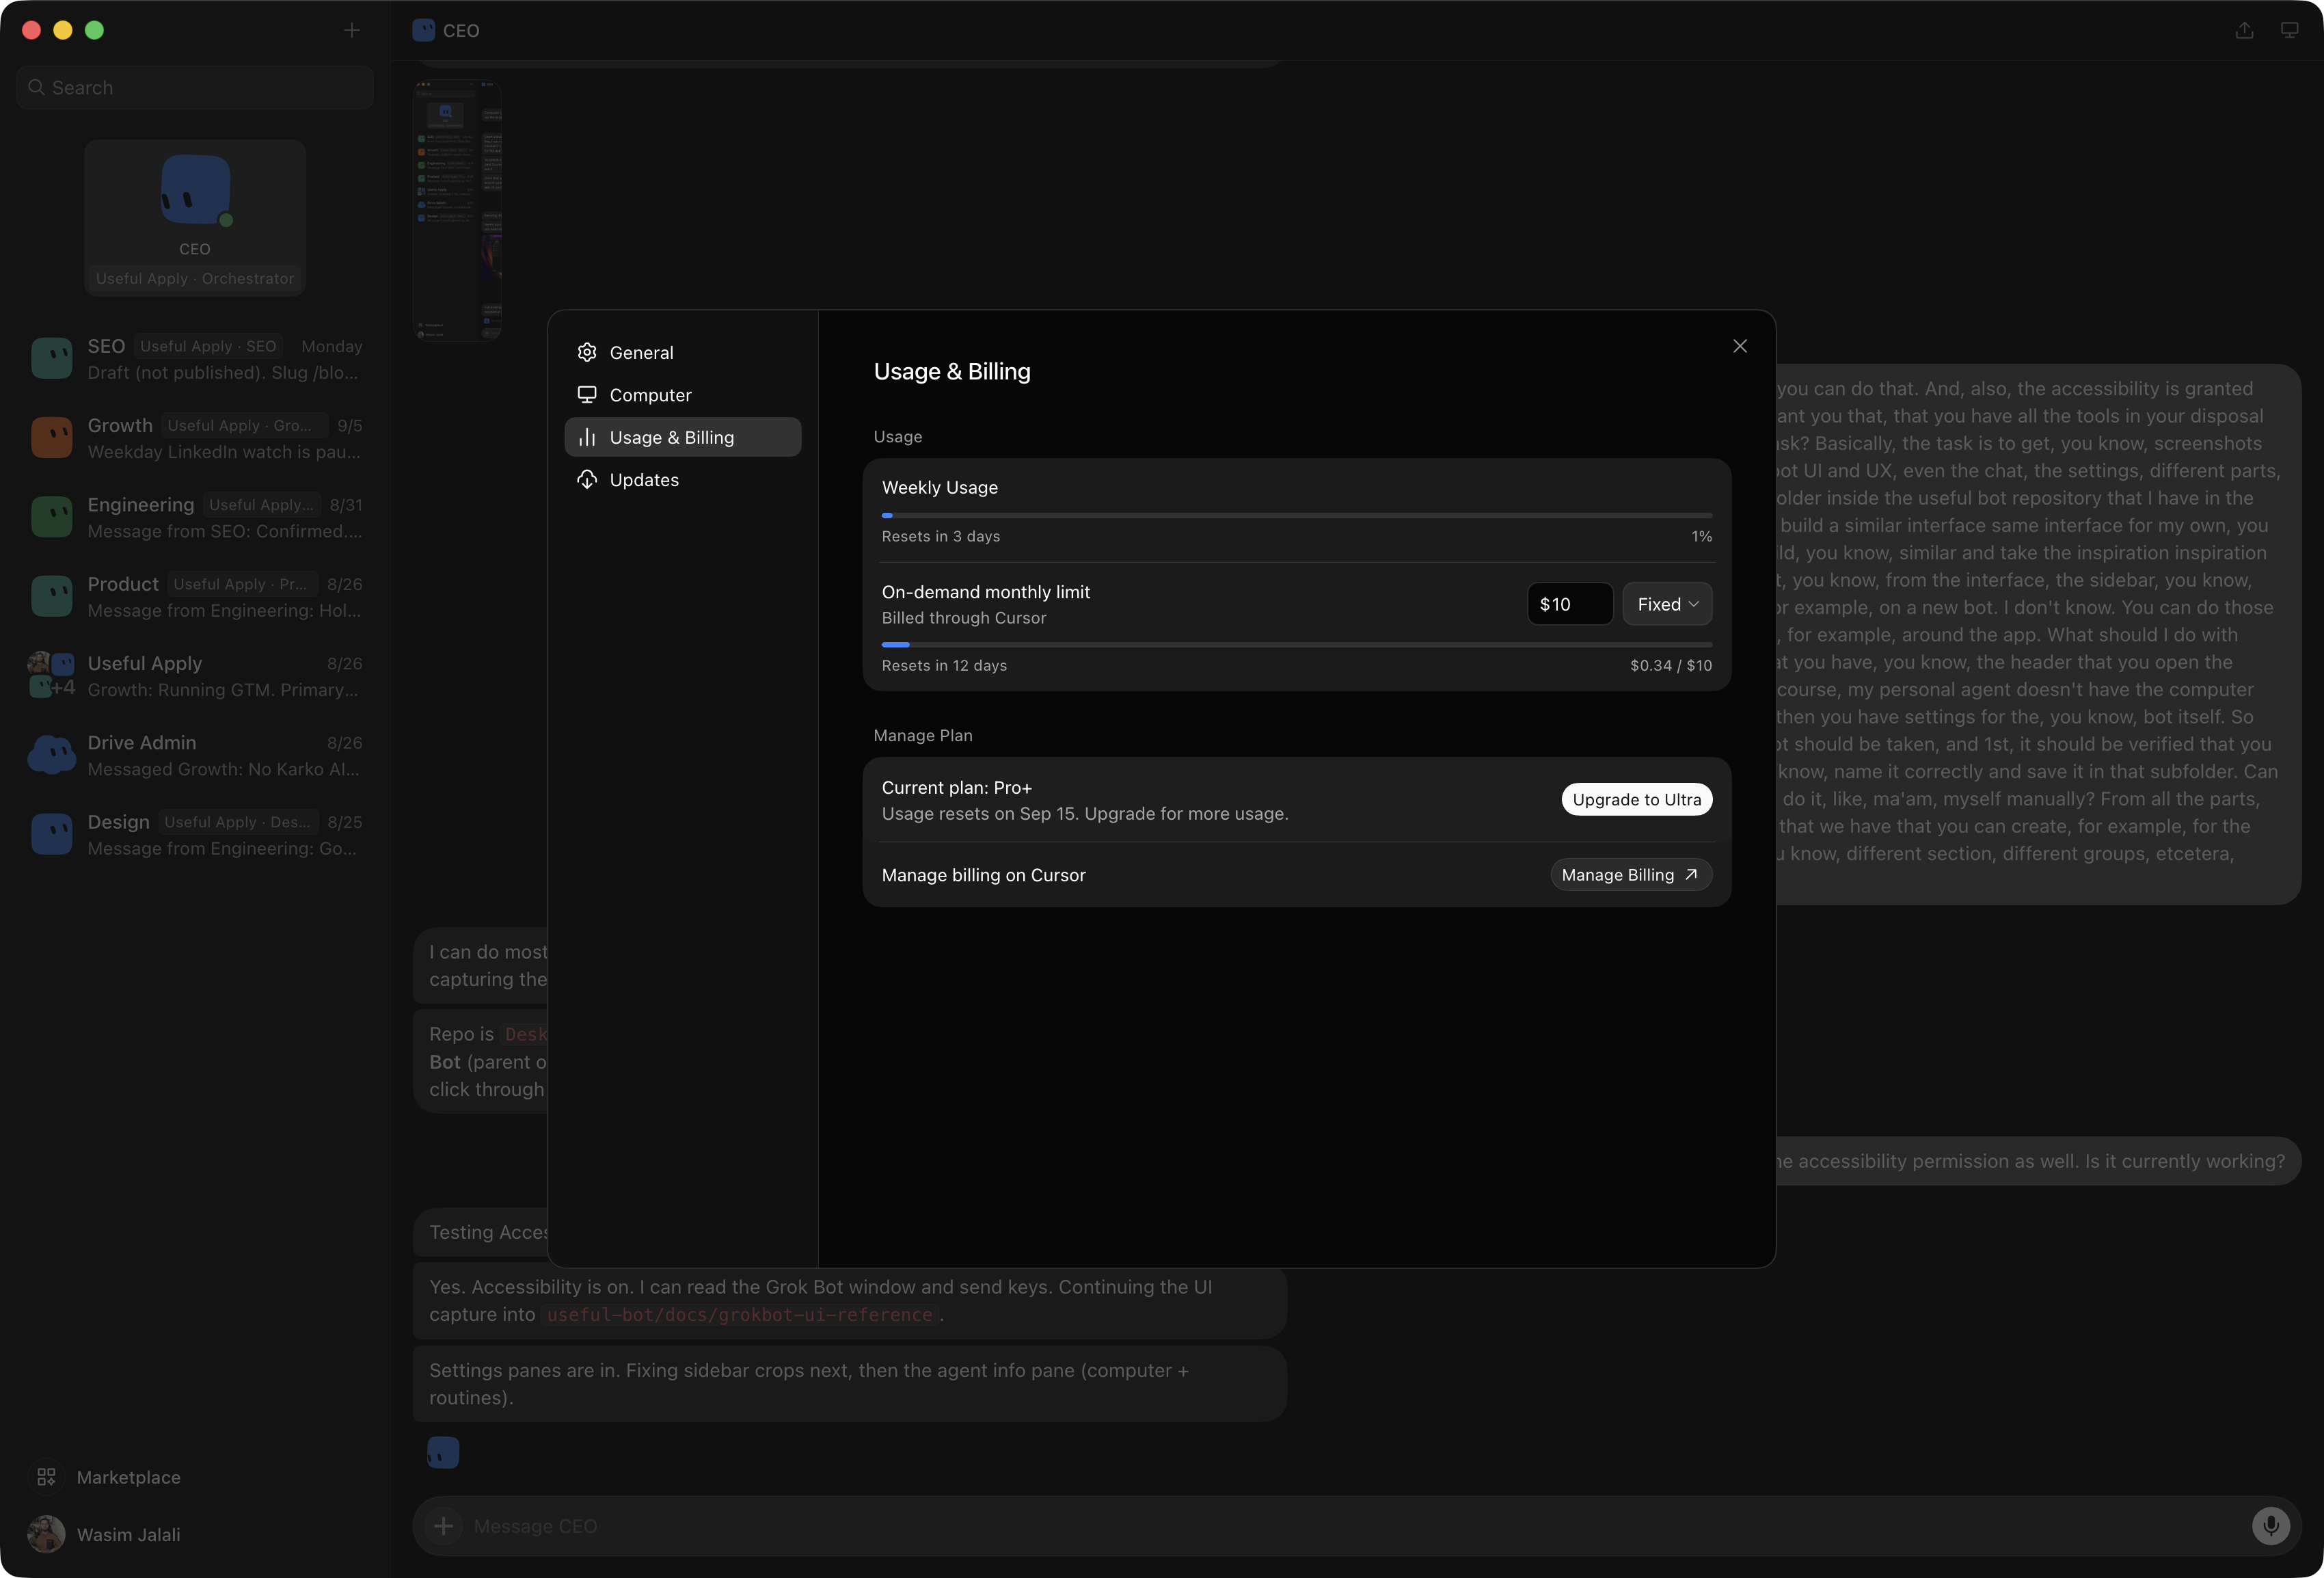 CEO
Search
CEO
Useful Apply · Orchestrator
SEO Useful Apply · SEO Monday
Draft (not published). Slug /blo...
Growth Useful Apply · Gro... 9/5
Weekday LinkedIn watch is pau...
Engineering Useful Apply... 8/31
Message from SEO: Confirmed....
Product Useful Apply · Pr... 8/26
Message from Engineering: Hol...
+4 Useful Apply 8/26
Growth: Running GTM. Primary...
Drive Admin 8/26
Messaged Growth: No Karko AI...
Design Useful Apply · Des... 8/25
Message from Engineering: Go...
Marketplace
Wasim Jalali
General
Computer
Usage & Billing
Updates
Usage & Billing
Usage
Weekly Usage
Resets in 3 days 1%
On-demand monthly limit
Billed through Cursor
$10 Fixed
Resets in 12 days $0.34 / $10
Manage Plan
Current plan: Pro+
Usage resets on Sep 15. Upgrade for more usage.
Upgrade to Ultra
Manage billing on Cursor Manage Billing
you can do that. And, also, the accessibility is granted
ant you that, that you have all the tools in your disposal
sk? Basically, the task is to get, you know, screenshots
ot UI and UX, even the chat, the settings, different parts,
older inside the useful bot repository that I have in the
build a similar interface same interface for my own, you
ld, you know, similar and take the inspiration inspiration
t, you know, from the interface, the sidebar, you know,
or example, on a new bot. I don't know. You can do those
, for example, around the app. What should I do with
at you have, you know, the header that you open the
course, my personal agent doesn't have the computer
then you have settings for the, you know, bot itself. So
ot should be taken, and 1st, it should be verified that you
know, name it correctly and save it in that subfolder. Can
do it, like, ma'am, myself manually? From all the parts,
that we have that you can create, for example, for the
u know, different section, different groups, etcetera,
I can do most
capturing the
Repo is Desk
Bot (parent o
click through
he accessibility permission as well. Is it currently working?
Testing Acces
Yes. Accessibility is on. I can read the Grok Bot window and send keys. Continuing the UI
capture into useful-bot/docs/grokbot-ui-reference.
Settings panes are in. Fixing sidebar crops next, then the agent info pane (computer +
routines).
Message CEO